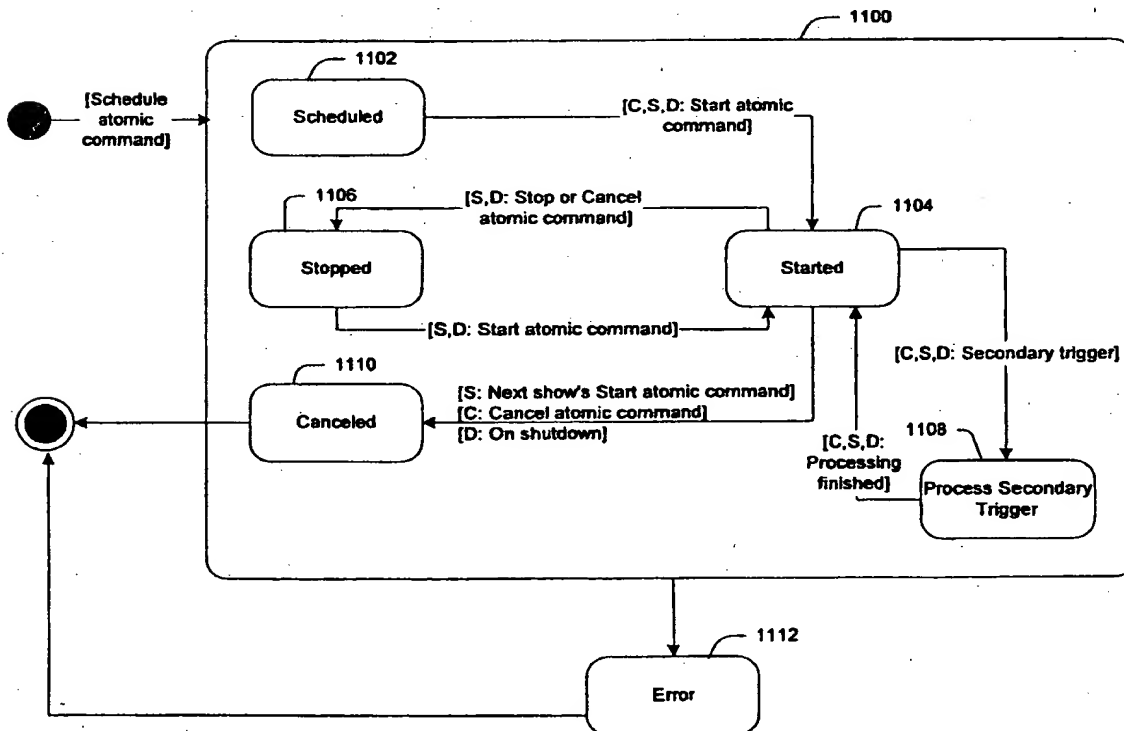 1100
1102
[Schedule
atomic
command]
Scheduled
[C,S,D: Start atomic
command]
1106
[S,D: Stop or Cancel
atomic command]
1104
Stopped
Started
[S,D: Start atomic command]
[C,S,D: Secondary trigger]
1110
[S: Next show's Start atomic command]
[C: Cancel atomic command]
[D: On shutdown]
Canceled
[C,S,D:
Processing
finished]
1108
Process Secondary
Trigger
1112
Error